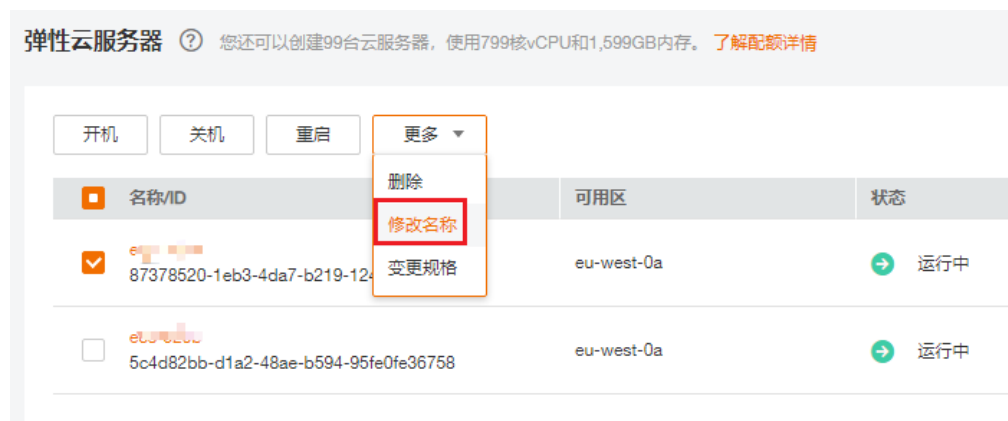 弹性云服务器 ? 您还可以创建99台云服务器，使用799核vCPU和1,599GB内存。 了解配额详情
开机 关机 重启 更多
删除
名称/ID 可用区 状态
修改名称
87378520-1eb3-4da7-b219-124 eu-west-0a 运行中
变更规格
5c4d82bb-d1a2-48ae-b594-95fe0fe36758 eu-west-0a 运行中